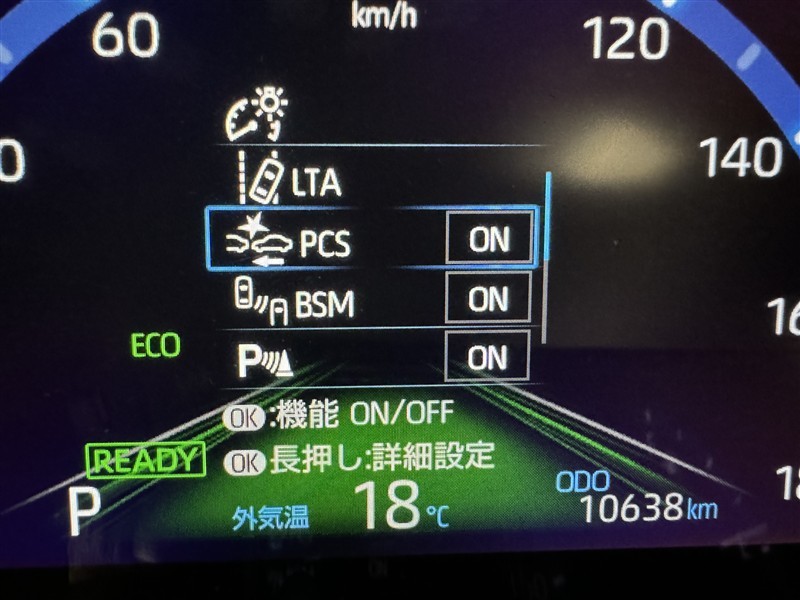 km/h
60
120
0
140
LTA
PCS ON
BSM ON
16
ECO
P ON
OK:機能 ON/OFF
READY
OK長押し:詳細設定
P
外気温 18℃
ODO
10638km
18